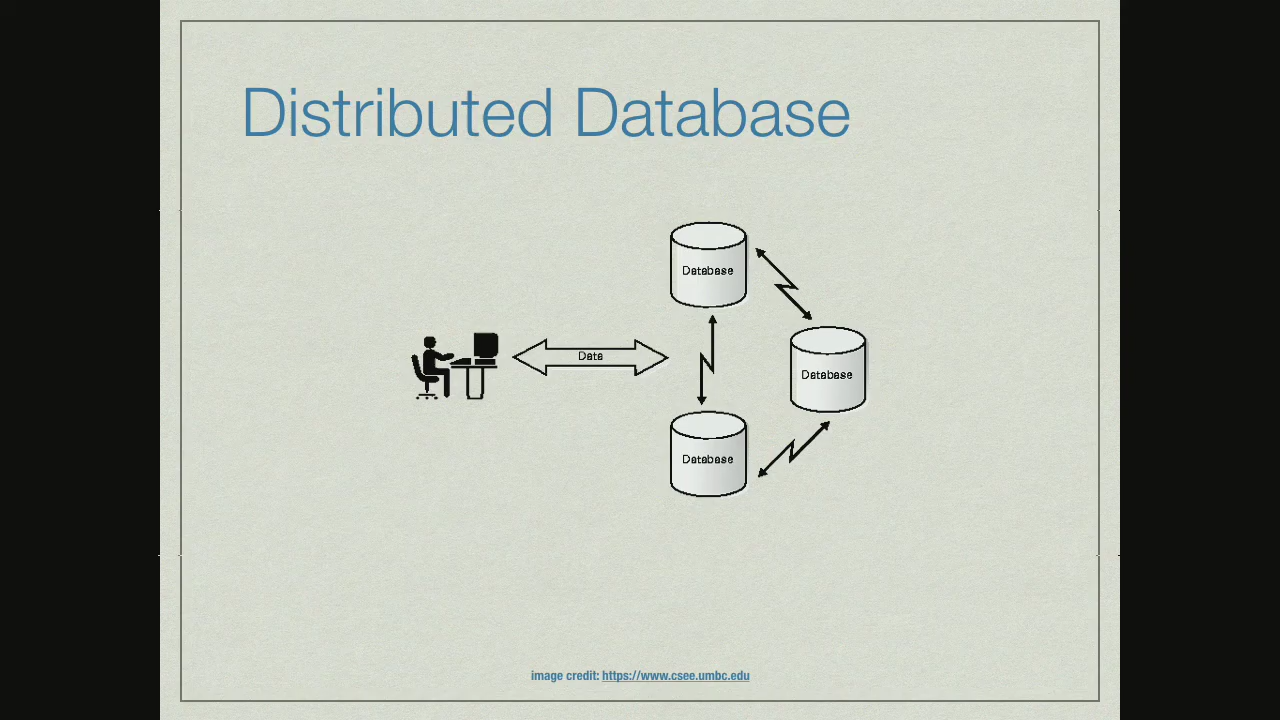 Distributed Database
Database
Data
Database
Database
image credit: https://www.csee.umbc.edu